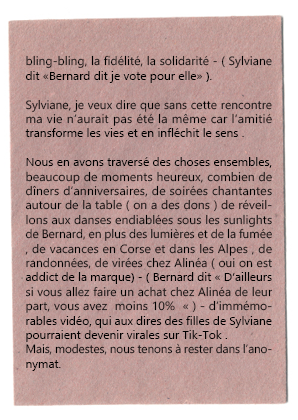 bling-bling, la fidélité, la solidarité - ( Sylviane
dit «Bernard dit je vote pour elle» ).
Sylviane, je veux dire que sans cette rencontre
ma vie n’aurait pas été la même car l’amitié
transforme les vies et en infléchit le sens .
Nous en avons traversé des choses ensembles,
beaucoup de moments heureux, combien de
dîners d’anniversaires, de soirées chantantes
autour de la table ( on a des dons ) de réveil-
lons aux danses endiablées sous les sunlights
de Bernard, en plus des lumières et de la fumée
, de vacances en Corse et dans les Alpes , de
randonnées, de virées chez Alinéa ( oui on est
addict de la marque) - ( Bernard dit « D’ailleurs
si vous allez faire un achat chez Alinéa de leur
part, vous avez  moins 10%  « ) - d’immémo-
rables vidéo, qui aux dires des filles de Sylviane
pourraient devenir virales sur Tik-Tok .
Mais, modestes, nous tenons à rester dans l’ano-
nymat.